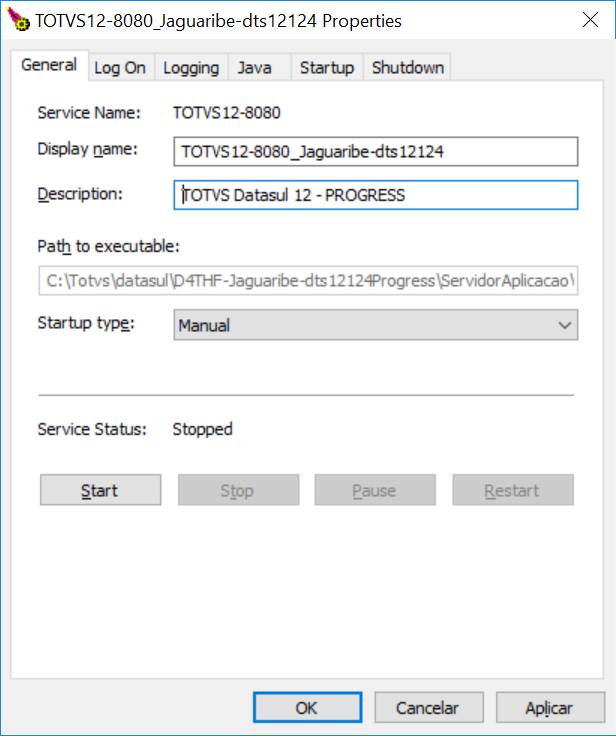 TOTVS12-8080_Jaguaribe-dts12124 Properties
General Log On Logging Java Startup Shutdown
Service Name: TOTVS12-8080
Display name: TOTVS12-8080_Jaguaribe-dts12124
Description: TOTVS Datasul 12 - PROGRESS
Path to executable:
C:\Totvs\datasul\D4THF-Jaguaribe-dts12124Progress\ServidorAplicacao\
Startup type: Manual
Service Status: Stopped
Start Stop Pause Restart
OK Cancelar Aplicar